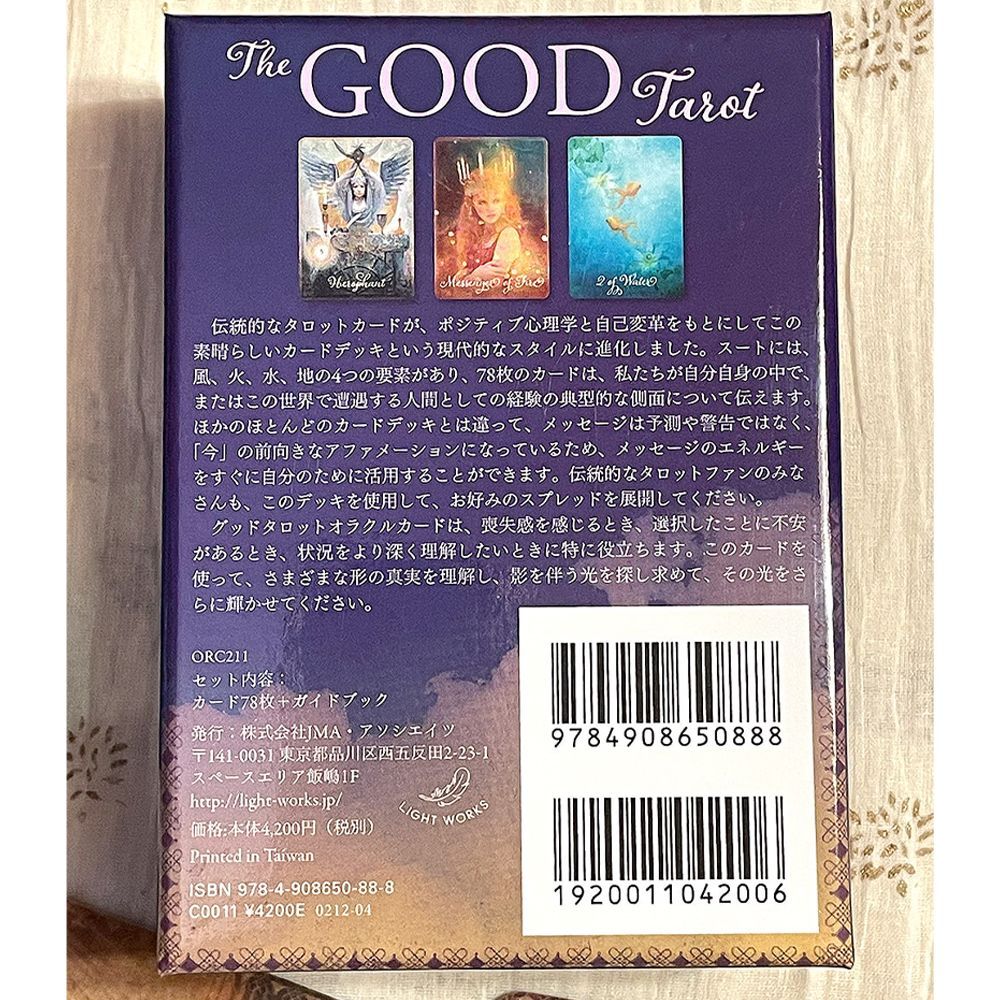 The GOOD Tarot
Hierophant
Messenger of Fire
2 of Water
伝統的なタロットカードが、ポジティブ心理学と自己変革をもとにしてこの
素晴らしいカードデッキという現代的なスタイルに進化しました。スートには、
風、火、水、地の4つの要素があり、78枚のカードは、私たちが自分自身の中で、
またはこの世界で遭遇する人間としての経験の典型的な側面について伝えます。
ほかのほとんどのカードデッキとは違って、メッセージは予測や警告ではなく、
「今」の前向きなアファメーションになっているため、メッセージのエネルギー
をすぐに自分のために活用することができます。伝統的なタロットファンのみな
さんも、このデッキを使用して、お好みのスプレッドを展開してください。
グッドタロットオラクルカードは、喪失感を感じるとき、選択したことに不安
があるとき、状況をより深く理解したいときに特に役立ちます。このカードを
使って、さまざまな形の真実を理解し、影を伴う光を探し求めて、その光をさ
らに輝かせてください。
ORC211
セット内容：
カード78枚＋ガイドブック
発行：株式会社JMA・アソシエイツ
〒141-0031 東京都品川区西五反田2-23-1
スペースエリア飯嶋1F
http://light-works.jp/
LIGHT WORKS
価格:本体4,200円（税別）
Printed in Taiwan
ISBN 978-4-908650-88-8
C0011 ¥4200E 0212-04
9784908650888
1920011042006